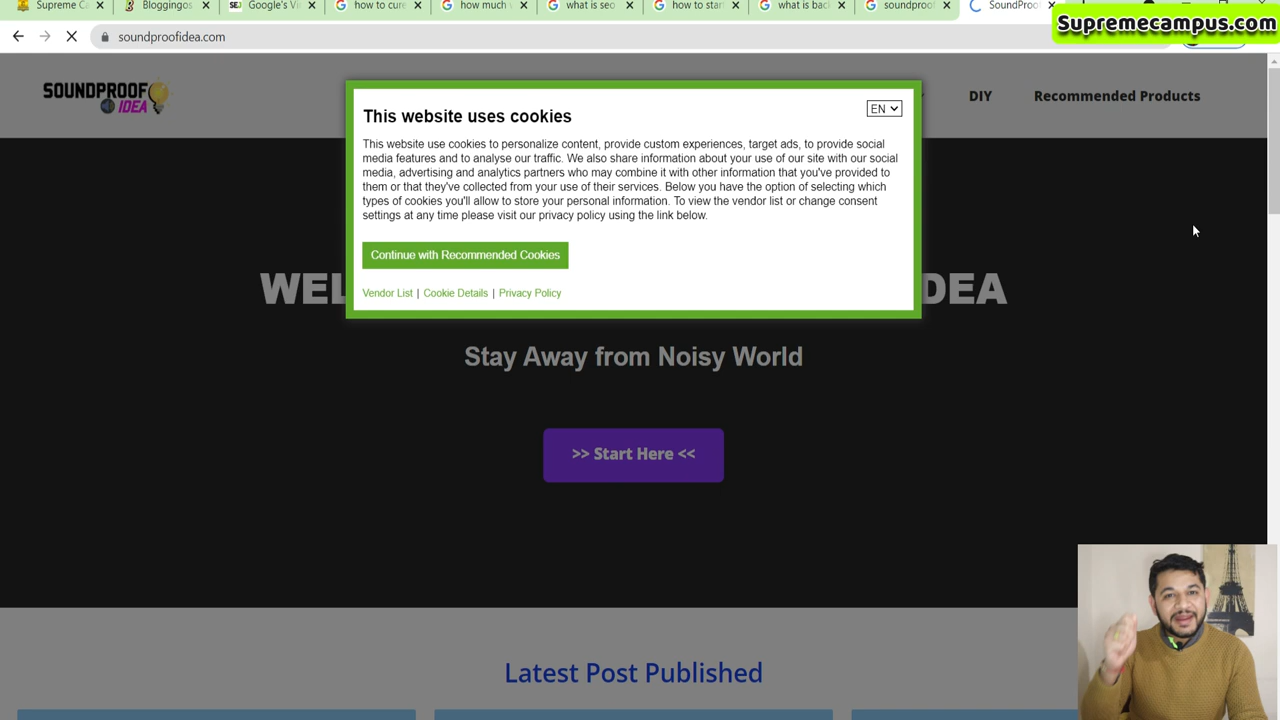 Supreme Ca
Bloggingos
SEJ
Google's Vi
how to cure
how much
what is seo
how to star
what is bac
soundproof
SoundProo
Supremecampus.com
soundproofidea.com
SOUNDPROOF
IDEA
DIY
Recommended Products
This website uses cookies
EN
This website use cookies to personalize content, provide custom experiences, target ads, to provide social
media features and to analyse our traffic. We also share information about your use of our site with our social
media, advertising and analytics partners who may combine it with other information that you've provided to
them or that they've collected from your use of their services. Below you have the option of selecting which
types of cookies you'll allow to store your personal information. To view the vendor list or change consent
settings at any time please visit our privacy policy using the link below.
Continue with Recommended Cookies
Vendor List | Cookie Details | Privacy Policy
WEL
DEA
Stay Away from Noisy World
>> Start Here <<
Latest Post Published